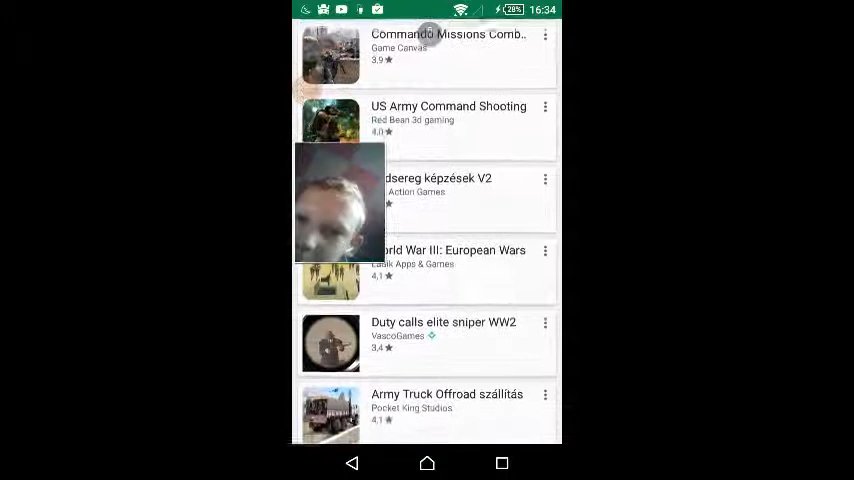 28% 16:34
Commando Missions Comb..
Game Canvas
3,9
US Army Command Shooting
Red Bean 3d gaming
4,0
dsereg képzések V2
Action Games
orld War III: European Wars
Apps & Games
4,1
Duty calls elite sniper WW2
VascoGames
3,4
Army Truck Offroad szállítás
Pocket King Studios
4,1